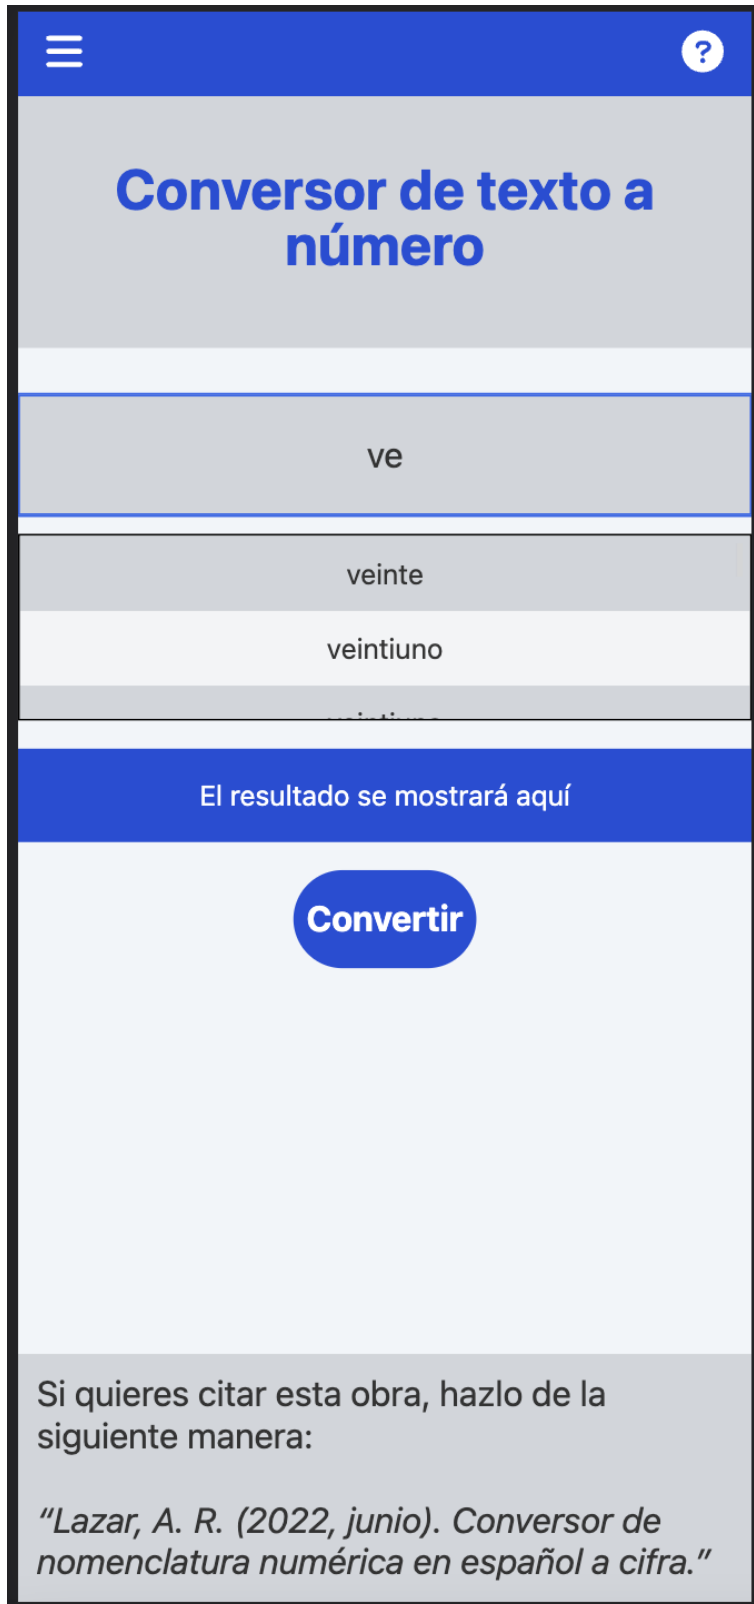 ?
Conversor de texto a
número
ve
veinte
veintiuno
El resultado se mostrará aquí
Convertir
Si quieres citar esta obra, hazlo de la
siguiente manera:
“Lazar, A. R. (2022, junio). Conversor de
nomenclatura numérica en español a cifra.”